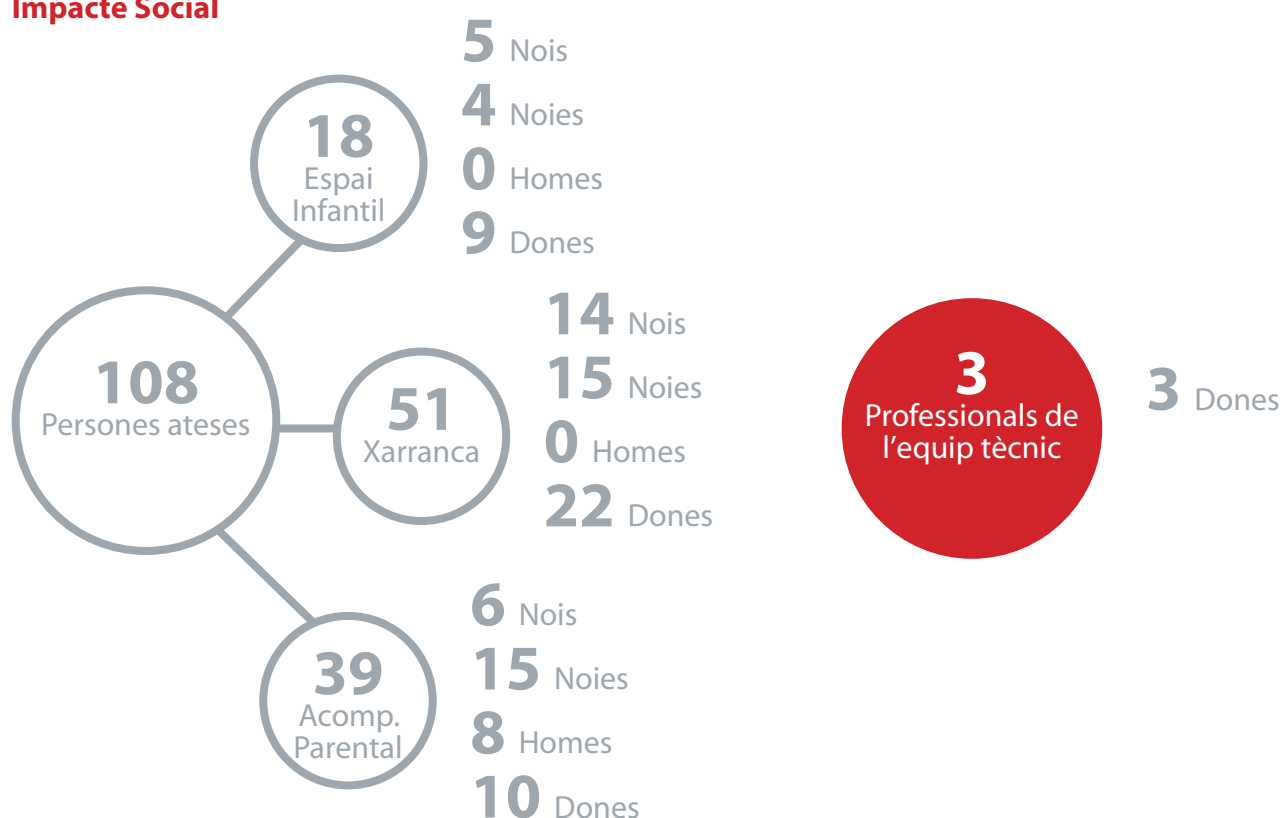 Impacte Social
18
Espai
Infantil
5 Nois
4 Noies
0 Homes
9 Dones
108
Persones ateses
51
Xarranca
14 Nois
15 Noies
0 Homes
22 Dones
39
Acomp.
Parental
6 Nois
15 Noies
8 Homes
10 Dones
3
Professionals de
l'equip tècnic
3 Dones